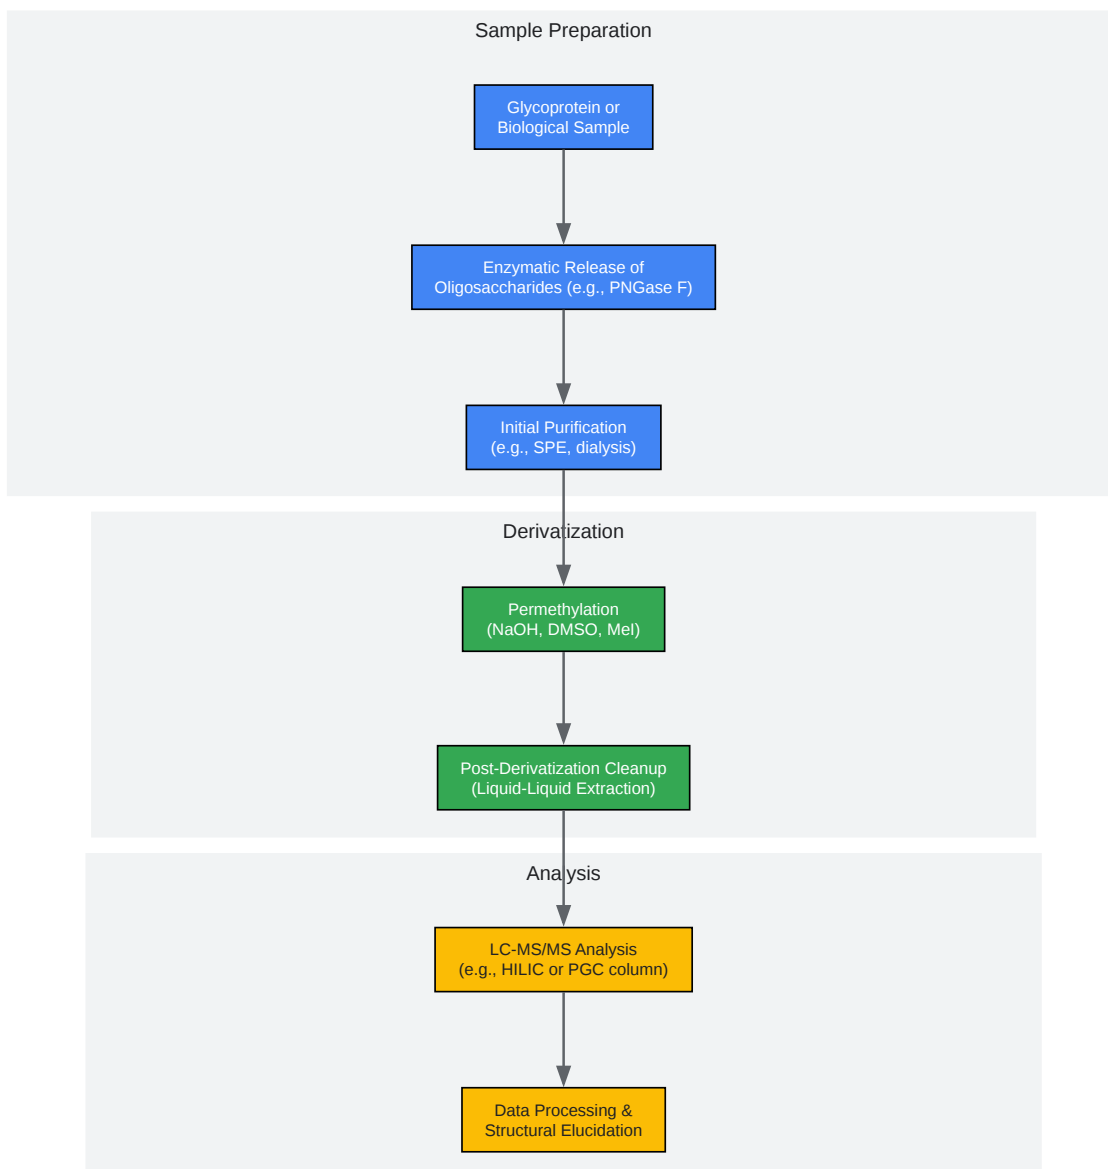 Sample Preparation
Glycoprotein or
Biological Sample
Enzymatic Release of
Oligosaccharides (e.g., PNGase F)
Initial Purification
(e.g., SPE, dialysis)
Derivatization
Permethylation
(NaOH, DMSO, MeI)
Post-Derivatization Cleanup
(Liquid-Liquid Extraction)
Analysis
LC-MS/MS Analysis
(e.g., HILIC or PGC column)
Data Processing &
Structural Elucidation